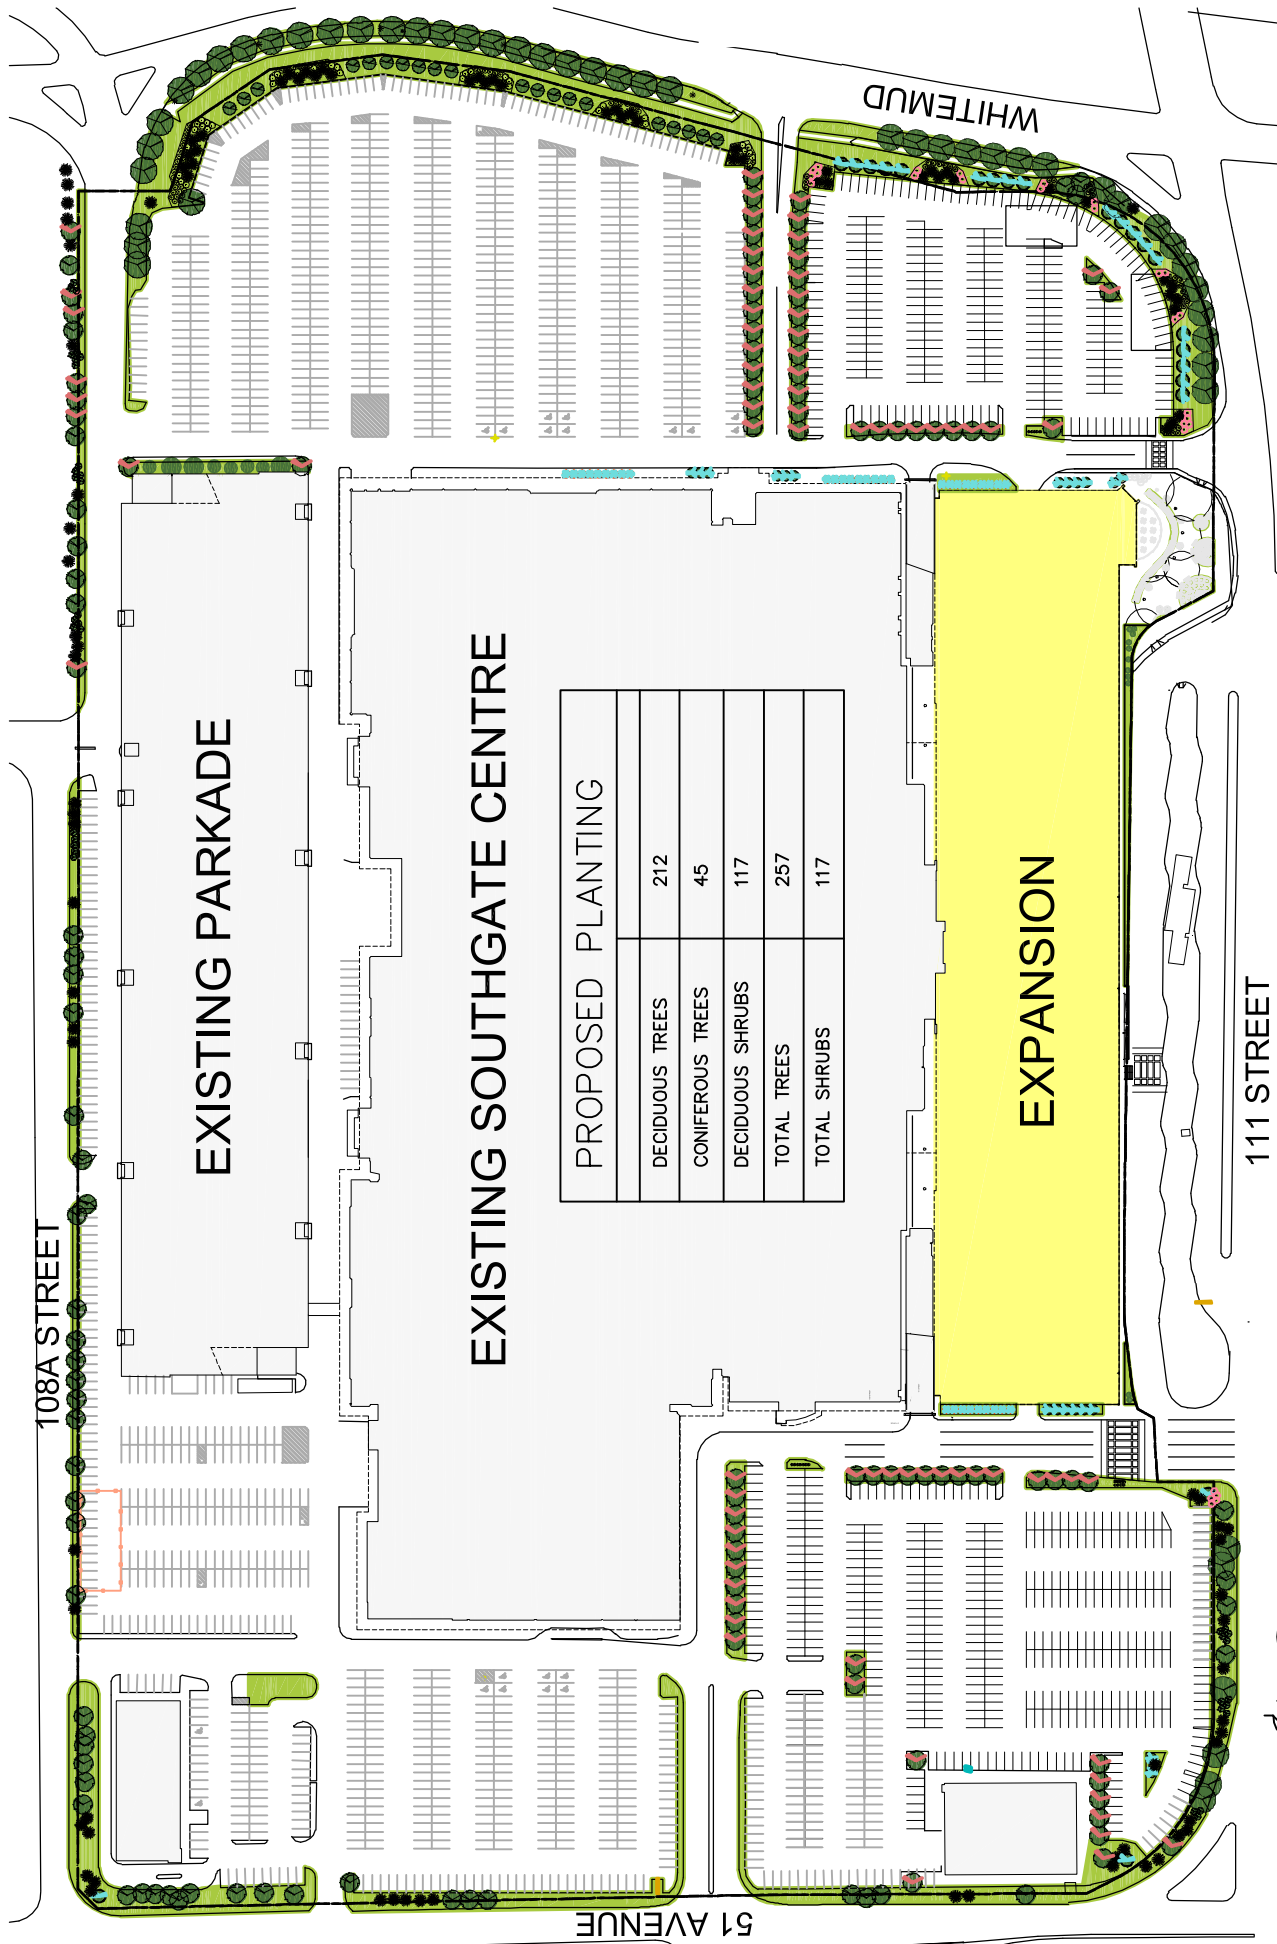 WHITEMUD
108A STREET
EXISTING PARKADE
EXISTING SOUTHGATE CENTRE
PROPOSED PLANTING
DECIDUOUS TREES 212
CONIFEROUS TREES 45
DECIDUOUS SHRUBS 117
TOTAL TREES 257
TOTAL SHRUBS 117
EXPANSION
111 STREET
51 AVENUE